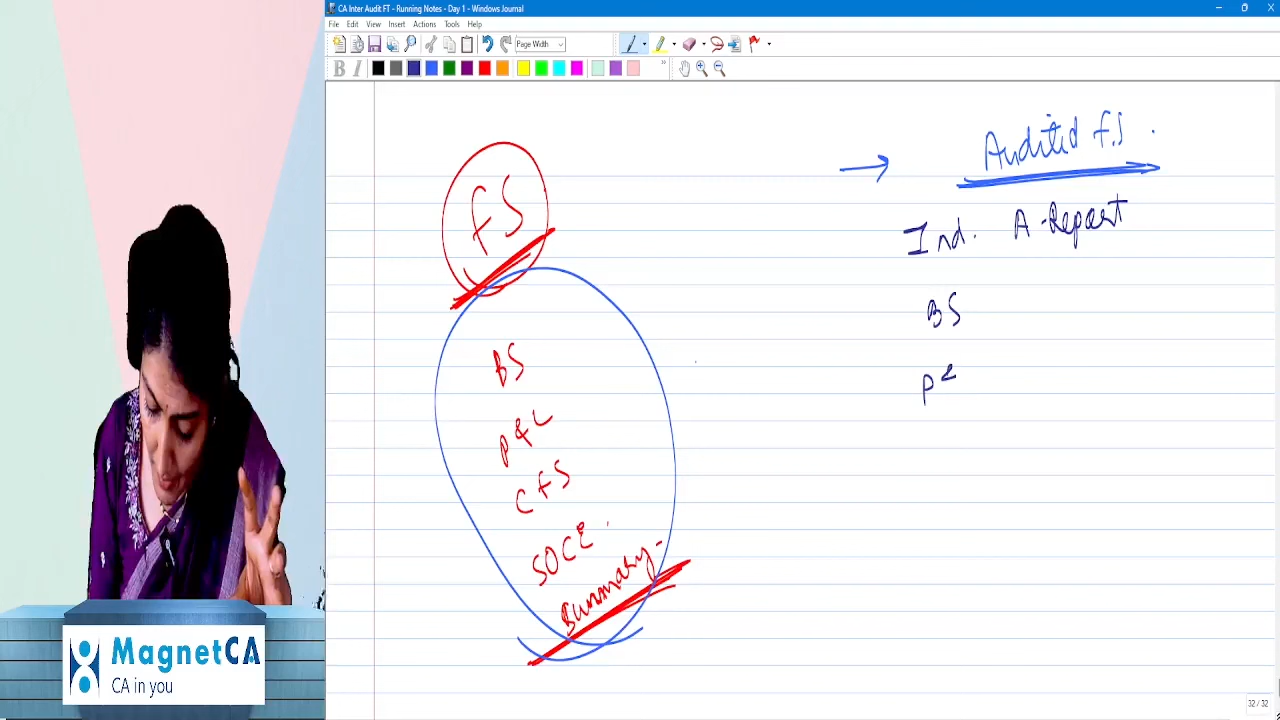 CA Inter Audit FT - Running Notes - Day 1 - Windows Journal
File Edit View Insert Actions Tools Help
Page Width
B I
FS
BS
P&L
CFS
SOCE
Summary.
→ Audited F.S.
Ind. A-Report
BS
P&
MagnetCA
CA in you
32 / 32